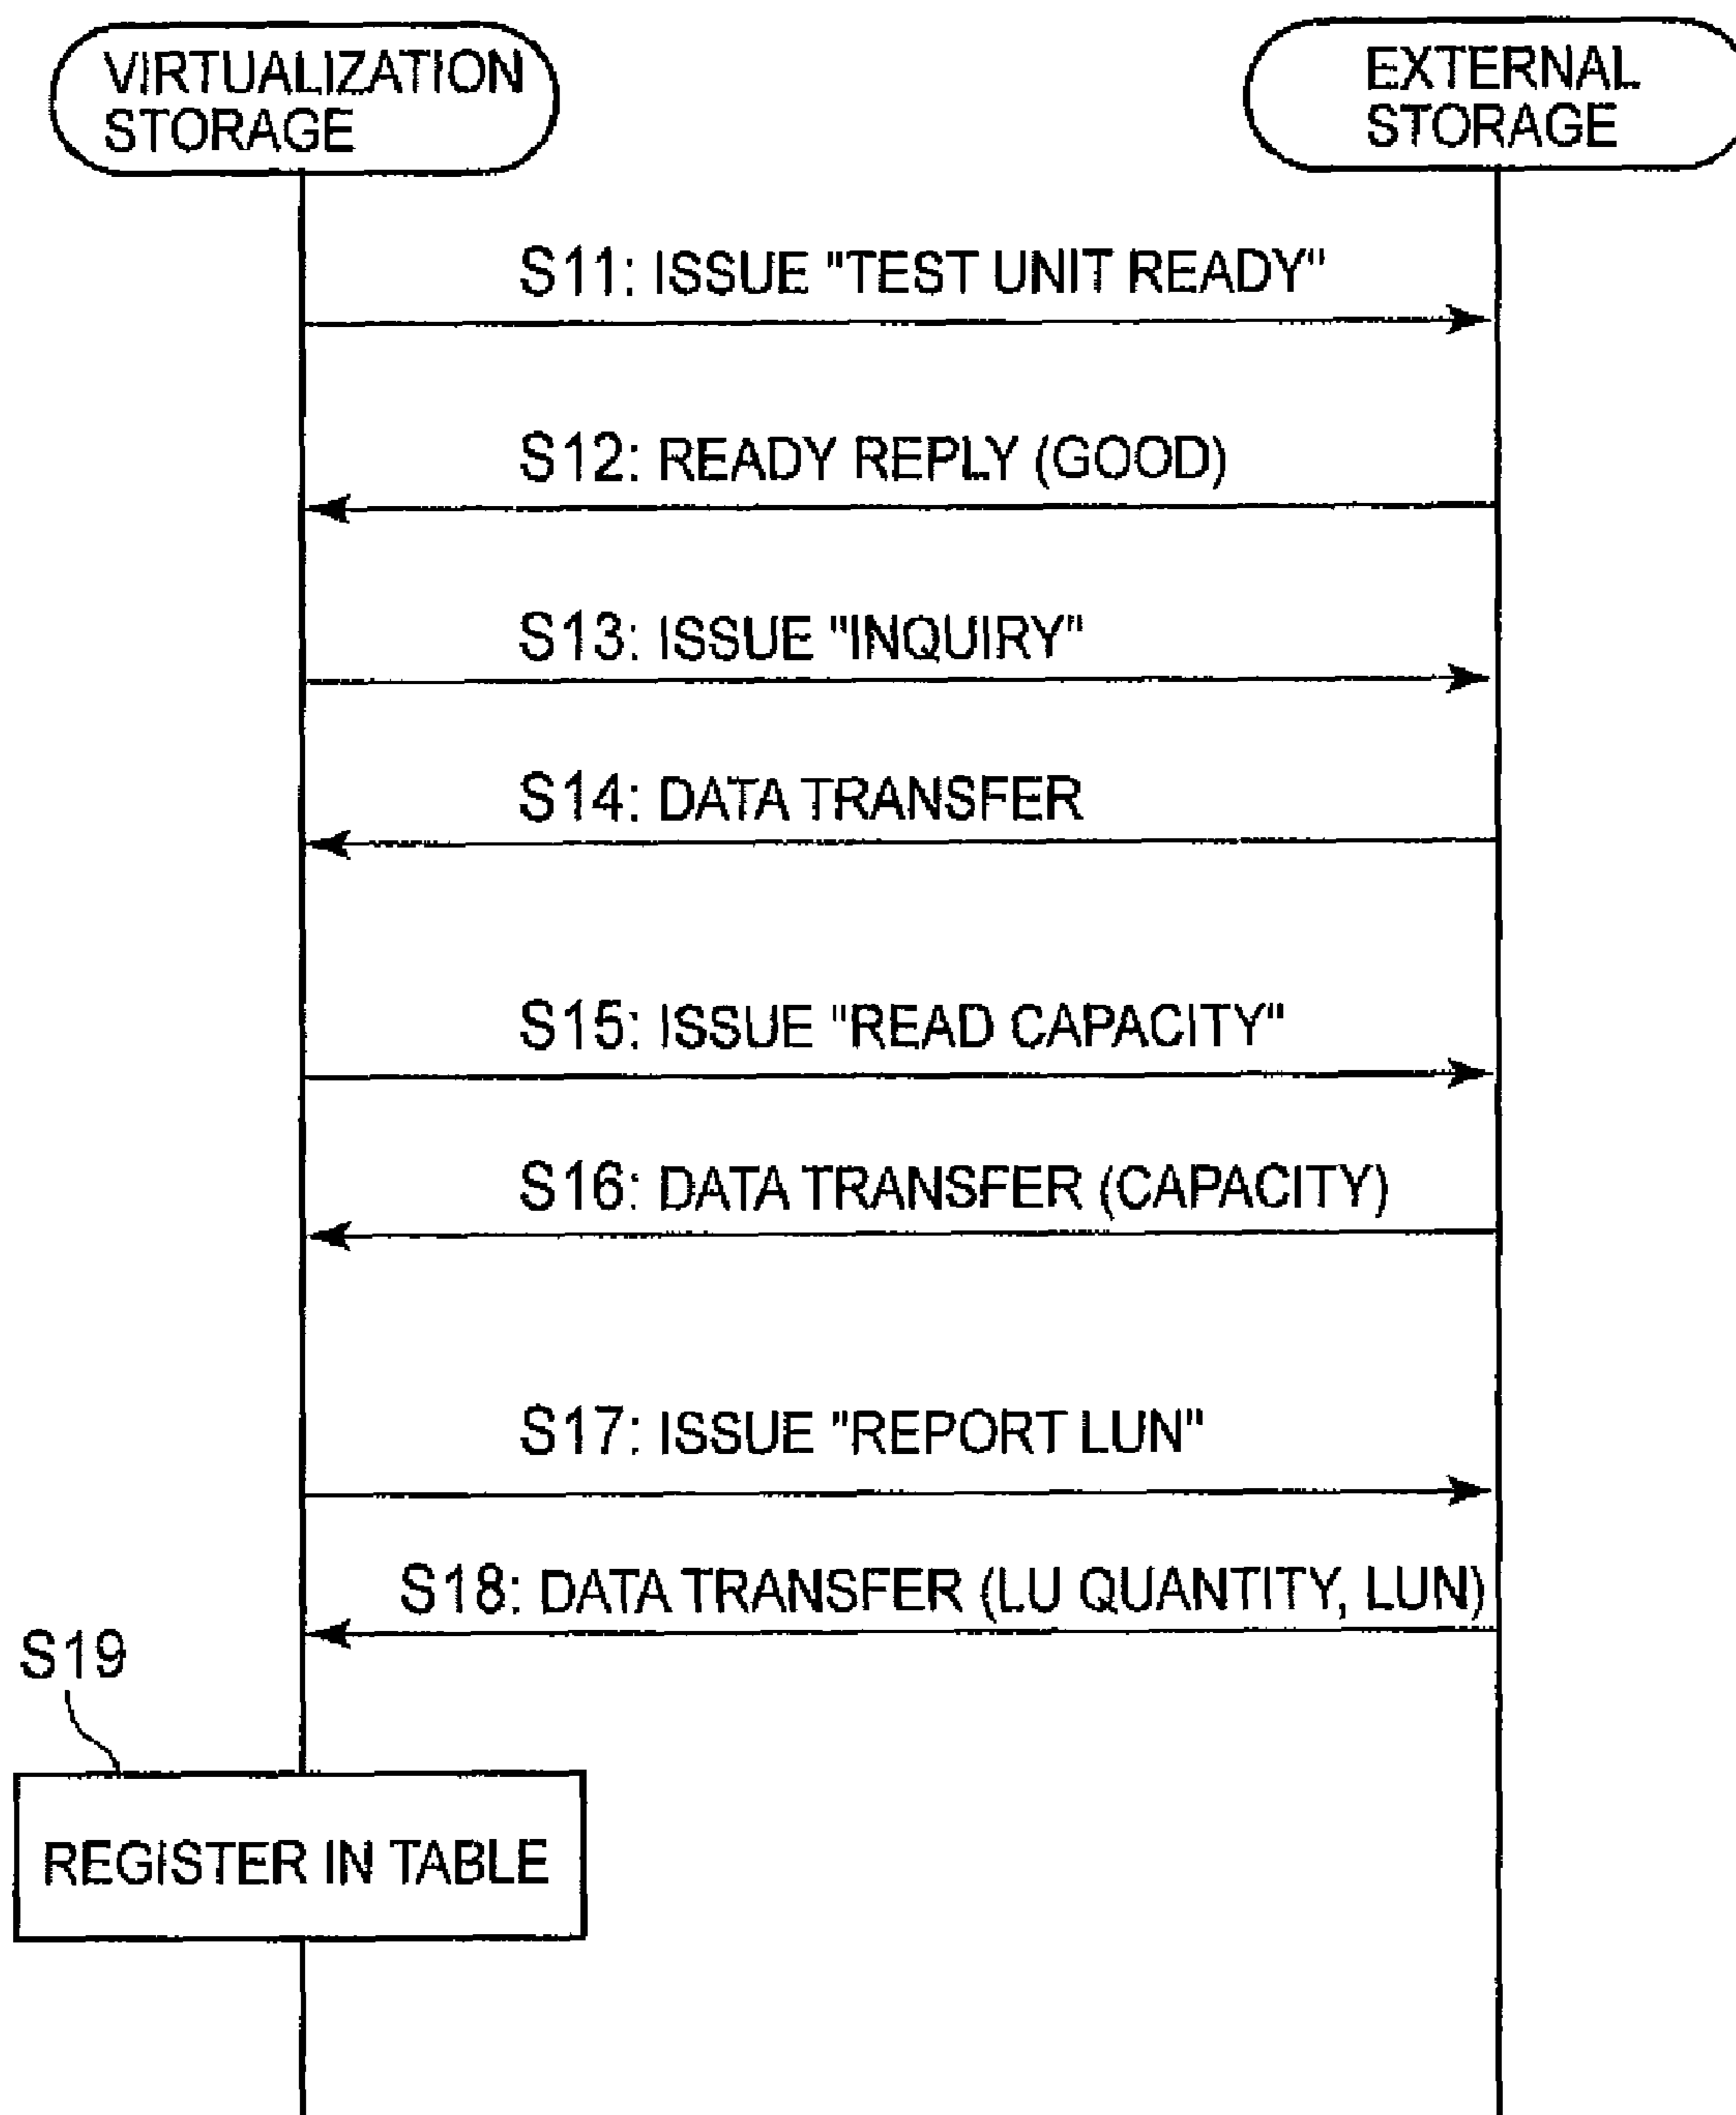 VIRTUALIZATION
STORAGE
EXTERNAL
STORAGE
S11: ISSUE "TEST UNIT READY"
S12: READY REPLY (GOOD)
S13: ISSUE "INQUIRY"
S14: DATA TRANSFER
S15: ISSUE "READ CAPACITY"
S16: DATA TRANSFER (CAPACITY)
S17: ISSUE "REPORT LUN"
S18: DATA TRANSFER (LU QUANTITY, LUN)
S19
REGISTER IN TABLE